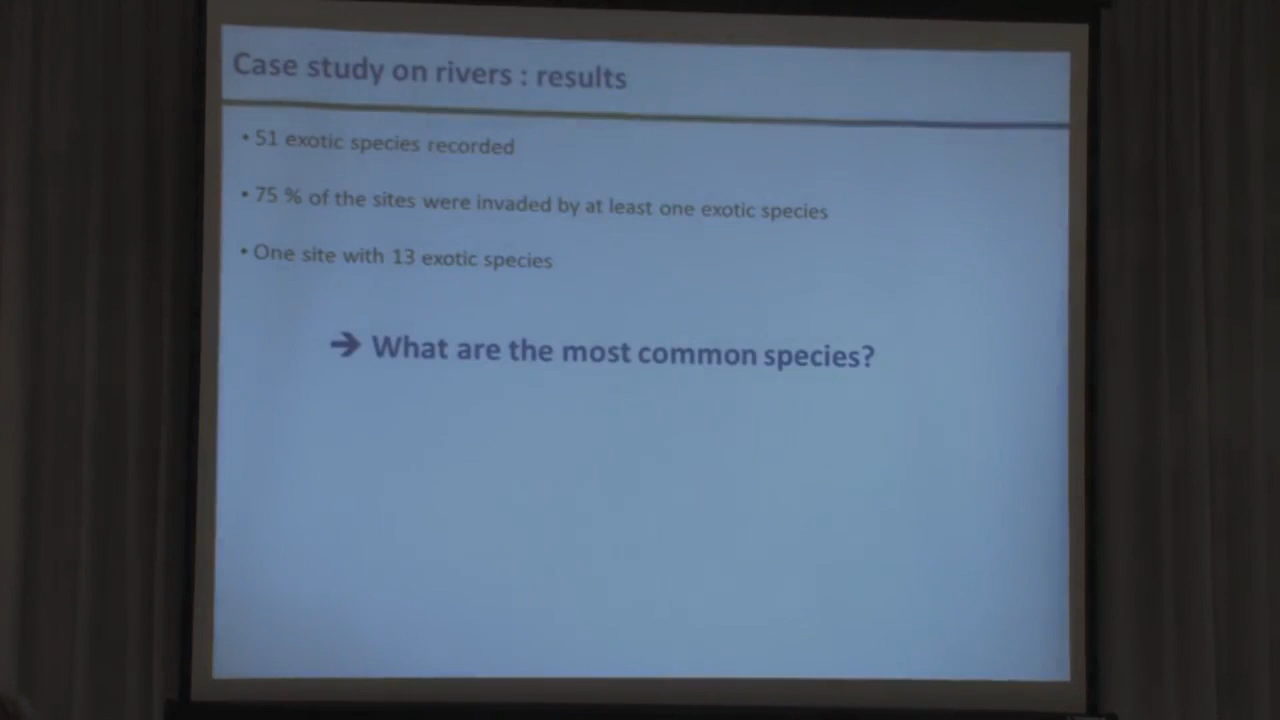 Case study on rivers : results
• 51 exotic species recorded
• 75 % of the sites were invaded by at least one exotic species
• One site with 13 exotic species
➔ What are the most common species?